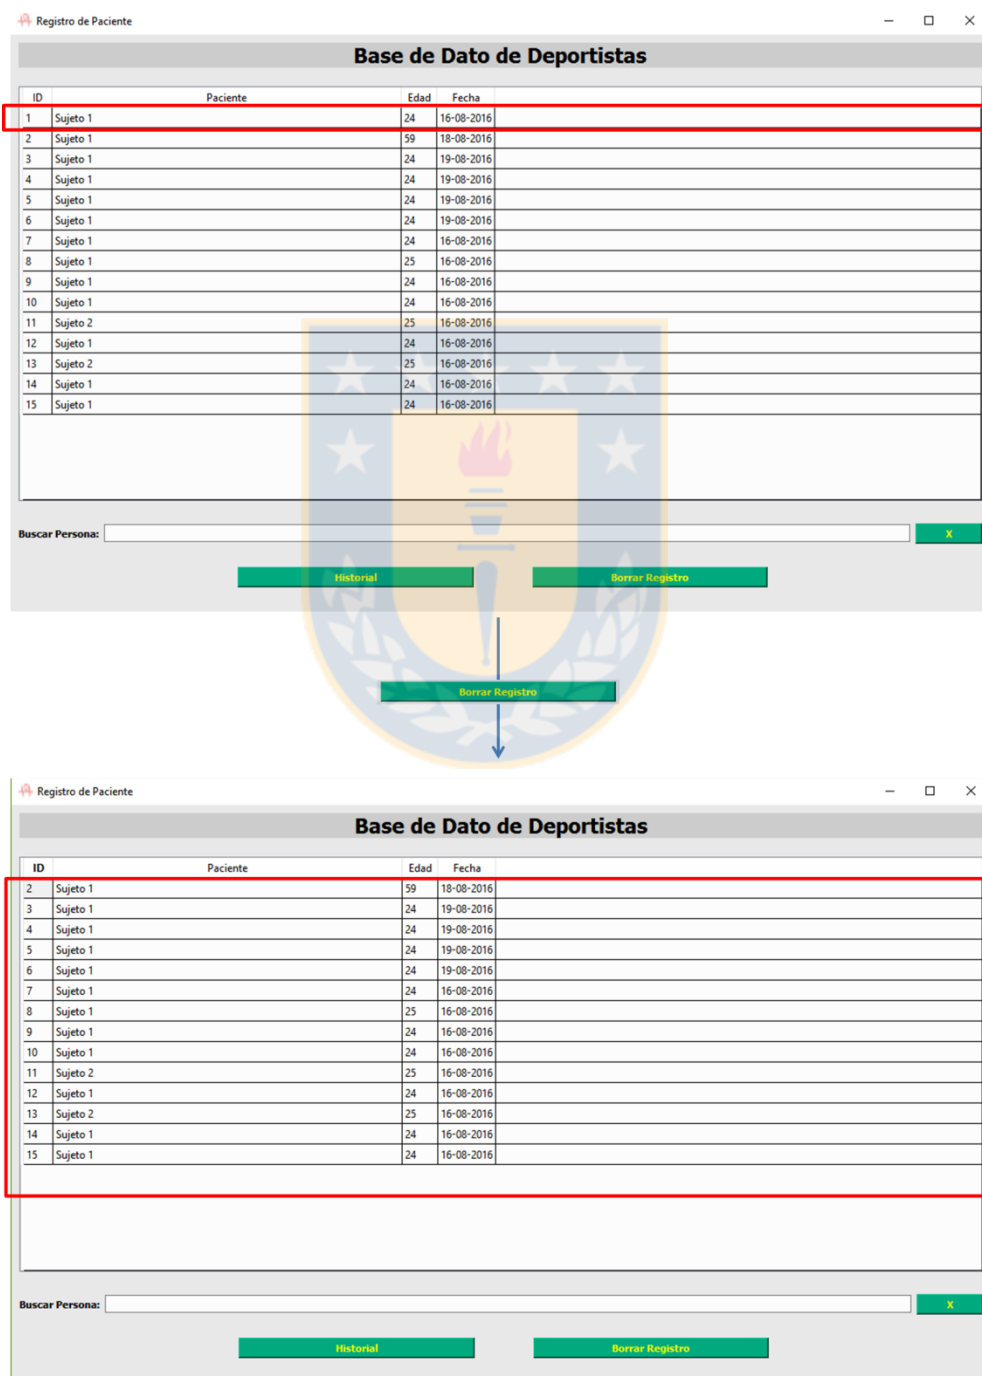 Registro de Paciente
Base de Dato de Deportistas
ID Paciente Edad Fecha
1 Sujeto 1 24 16-08-2016
2 Sujeto 1 59 18-08-2016
3 Sujeto 1 24 19-08-2016
4 Sujeto 1 24 19-08-2016
5 Sujeto 1 24 19-08-2016
6 Sujeto 1 24 19-08-2016
7 Sujeto 1 24 16-08-2016
8 Sujeto 1 25 16-08-2016
9 Sujeto 1 24 16-08-2016
10 Sujeto 1 24 16-08-2016
11 Sujeto 2 25 16-08-2016
12 Sujeto 1 24 16-08-2016
13 Sujeto 2 25 16-08-2016
14 Sujeto 1 24 16-08-2016
15 Sujeto 1 24 16-08-2016
Buscar Persona: X
Historial Borrar Registro
Borrar Registro
Registro de Paciente
Base de Dato de Deportistas
ID Paciente Edad Fecha
2 Sujeto 1 59 18-08-2016
3 Sujeto 1 24 19-08-2016
4 Sujeto 1 24 19-08-2016
5 Sujeto 1 24 19-08-2016
6 Sujeto 1 24 19-08-2016
7 Sujeto 1 24 16-08-2016
8 Sujeto 1 25 16-08-2016
9 Sujeto 1 24 16-08-2016
10 Sujeto 1 24 16-08-2016
11 Sujeto 2 25 16-08-2016
12 Sujeto 1 24 16-08-2016
13 Sujeto 2 25 16-08-2016
14 Sujeto 1 24 16-08-2016
15 Sujeto 1 24 16-08-2016
Buscar Persona: X
Historial Borrar Registro